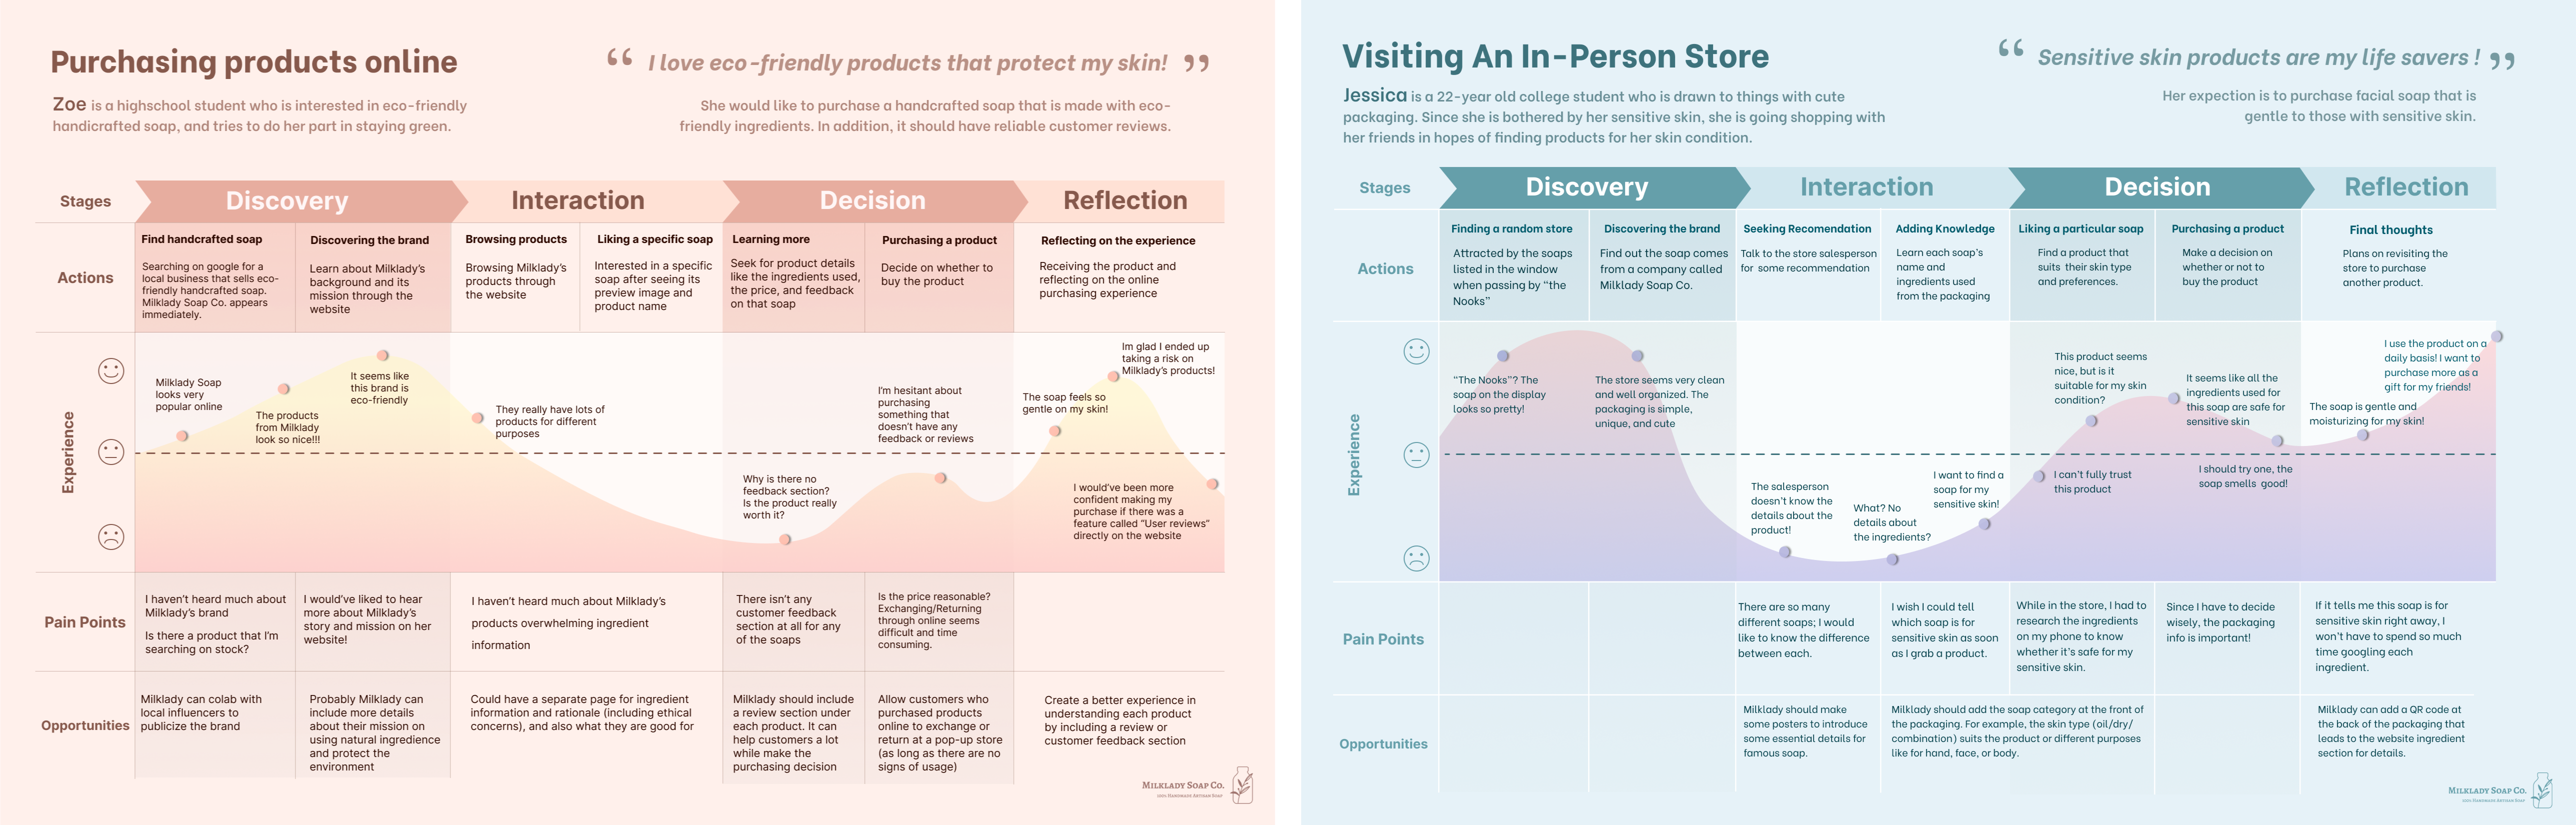 Purchasing products online
“ I love eco-friendly products that protect my skin! ”
Zoe is a highschool student who is interested in eco-friendly
handicrafted soap, and tries to do her part in staying green.
She would like to purchase a handcrafted soap that is made with eco-
friendly ingredients. In addition, it should have reliable customer reviews.
Stages
Discovery
Interaction
Decision
Reflection
Actions
Find handcrafted soap
Searching on google for a
local business that sells eco-
friendly handcrafted soap.
Milklady Soap Co. appears
immediately.
Discovering the brand
Learn about Milklady’s
background and its
mission through the
website
Browsing products
Browsing Milklady’s
products through
the website
Liking a specific soap
Interested in a specific
soap after seeing its
preview image and
product name
Learning more
Seek for product details
like the ingredients used,
the price, and feedback
on that soap
Purchasing a product
Decide on whether to
buy the product
Reflecting on the experience
Receiving the product and
reflecting on the online
purchasing experience
Experience
Milklady Soap
looks very
popular online
The products
from Milklady
look so nice!!!
It seems like
this brand is
eco-friendly
They really have lots of
products for different
purposes
Why is there no
feedback section?
Is the product really
worth it?
I’m hesitant about
purchasing
something that
doesn’t have any
feedback or reviews
The soap feels so
gentle on my skin!
Im glad I ended up
taking a risk on
Milklady’s products!
I would’ve been more
confident making my
purchase if there was a
feature called “User reviews”
directly on the website
Pain Points
I haven’t heard much about
Milklady’s brand
Is there a product that I’m
searching on stock?
I would’ve liked to hear
more about Milklady’s
story and mission on her
website!
I haven’t heard much about Milklady’s
products overwhelming ingredient
information
There isn’t any
customer feedback
section at all for any
of the soaps
Is the price reasonable?
Exchanging/Returning
through online seems
difficult and time
consuming.
Opportunities
Milklady can colab with
local influencers to
publicize the brand
Probably Milklady can
include more details
about their mission on
using natural ingredience
and protect the
environment
Could have a separate page for ingredient
information and rationale (including ethical
concerns), and also what they are good for
Milklady should include
a review section under
each product. It can
help customers a lot
while make the
purchasing decision
Allow customers who
purchased products
online to exchange or
return at a pop-up store
(as long as there are no
signs of usage)
Create a better experience in
understanding each product
by including a review or
customer feedback section
Milklady Soap Co.
100% Handmade Artisan Soap
Visiting An In-Person Store
“ Sensitive skin products are my life savers ! ”
Jessica is a 22-year old college student who is drawn to things with cute
packaging. Since she is bothered by her sensitive skin, she is going shopping with
her friends in hopes of finding products for her skin condition.
Her expection is to purchase facial soap that is
gentle to those with sensitive skin.
Stages
Discovery
Interaction
Decision
Reflection
Actions
Finding a random store
Attracted by the soaps
listed in the window
when passing by “the
Nooks”
Discovering the brand
Find out the soap comes
from a company called
Milklady Soap Co.
Seeking Recomendation
Talk to the store salesperson
for some recommendation
Adding Knowledge
Learn each soap’s
name and
ingredients used
from the packaging
Liking a particular soap
Find a product that
suits their skin type
and preferences.
Purchasing a product
Make a decision on
whether or not to
buy the product
Final thoughts
Plans on revisiting the
store to purchase
another product.
Experience
“The Nooks”? The
soap on the display
looks so pretty!
The store seems very clean
and well organized. The
packaging is simple,
unique, and cute
The salesperson
doesn’t know the
details about the
product!
What? No
details about
the ingredients?
I want to find a
soap for my
sensitive skin!
I can’t fully trust
this product
This product seems
nice, but is it
suitable for my skin
condition?
It seems like all the
ingredients used for
this soap are safe for
sensitive skin
I should try one, the
soap smells good!
The soap is gentle and
moisturizing for my skin!
I use the product on a
daily basis! I want to
purchase more as a
gift for my friends!
Pain Points
There are so many
different soaps; I would
like to know the difference
between each.
I wish I could tell
which soap is for
sensitive skin as soon
as I grab a product.
While in the store, I had to
research the ingredients
on my phone to know
whether it’s safe for my
sensitive skin.
Since I have to decide
wisely, the packaging
info is important!
If it tells me this soap is for
sensitive skin right away, I
won’t have to spend so much
time googling each
ingredient.
Opportunities
Milklady should make
some posters to introduce
some essential details for
famous soap.
Milklady should add the soap category at the front of
the packaging. For example, the skin type (oil/dry/
combination) suits the product or different purposes
like for hand, face, or body.
Milklady can add a QR code at
the back of the packaging that
leads to the website ingredient
section for details.
Milklady Soap Co.
100% Handmade Artisan Soap